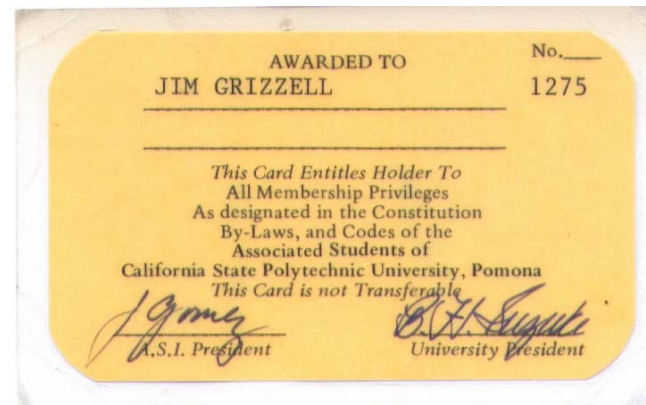 AWARDED TO No.
JIM GRIZZELL 1275
This Card Entitles Holder To
All Membership Privileges
As designated in the Constitution
By-Laws, and Codes of the
Associated Students of
California State Polytechnic University, Pomona
This Card is not Transferable
J Gomez B. H. Suzuki
A.S.I. President University President